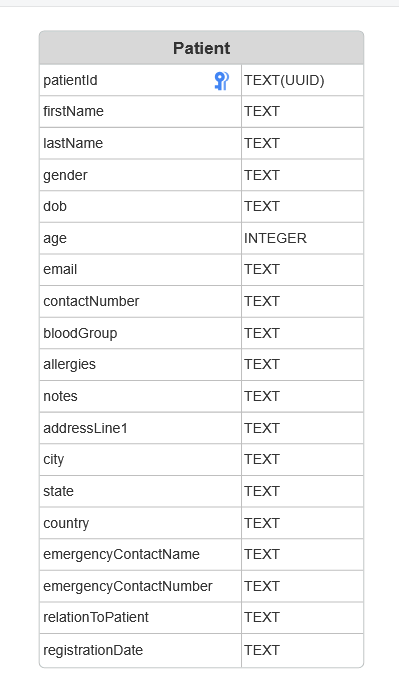 Patient
patientId TEXT(UUID)
firstName TEXT
lastName TEXT
gender TEXT
dob TEXT
age INTEGER
email TEXT
contactNumber TEXT
bloodGroup TEXT
allergies TEXT
notes TEXT
addressLine1 TEXT
city TEXT
state TEXT
country TEXT
emergencyContactName TEXT
emergencyContactNumber TEXT
relationToPatient TEXT
registrationDate TEXT